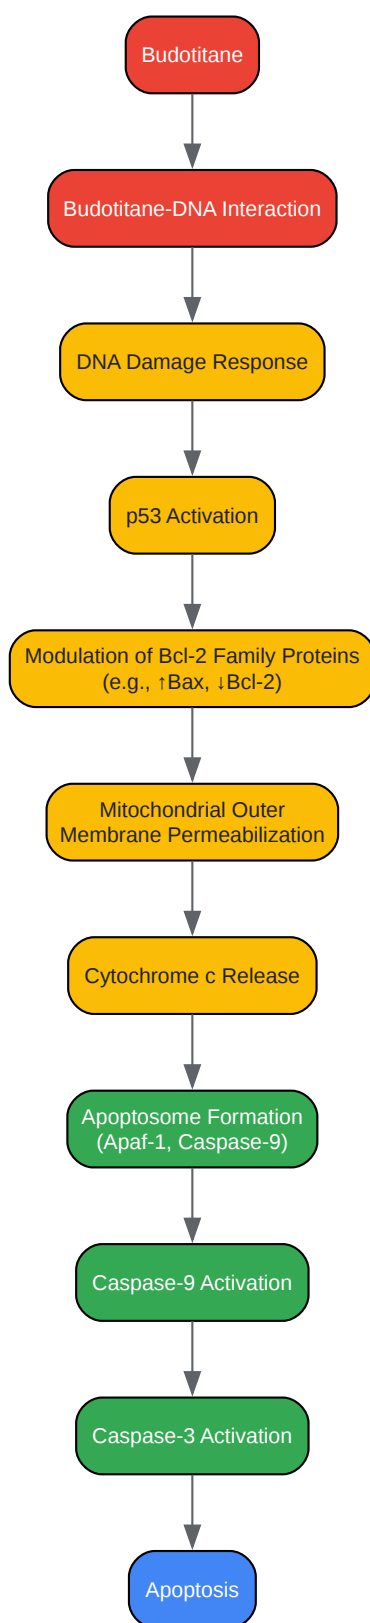 Budotitane
Budotitane-DNA Interaction
DNA Damage Response
p53 Activation
Modulation of Bcl-2 Family Proteins
(e.g., ↑Bax, ↓Bcl-2)
Mitochondrial Outer
Membrane Permeabilization
Cytochrome c Release
Apoptosome Formation
(Apaf-1, Caspase-9)
Caspase-9 Activation
Caspase-3 Activation
Apoptosis